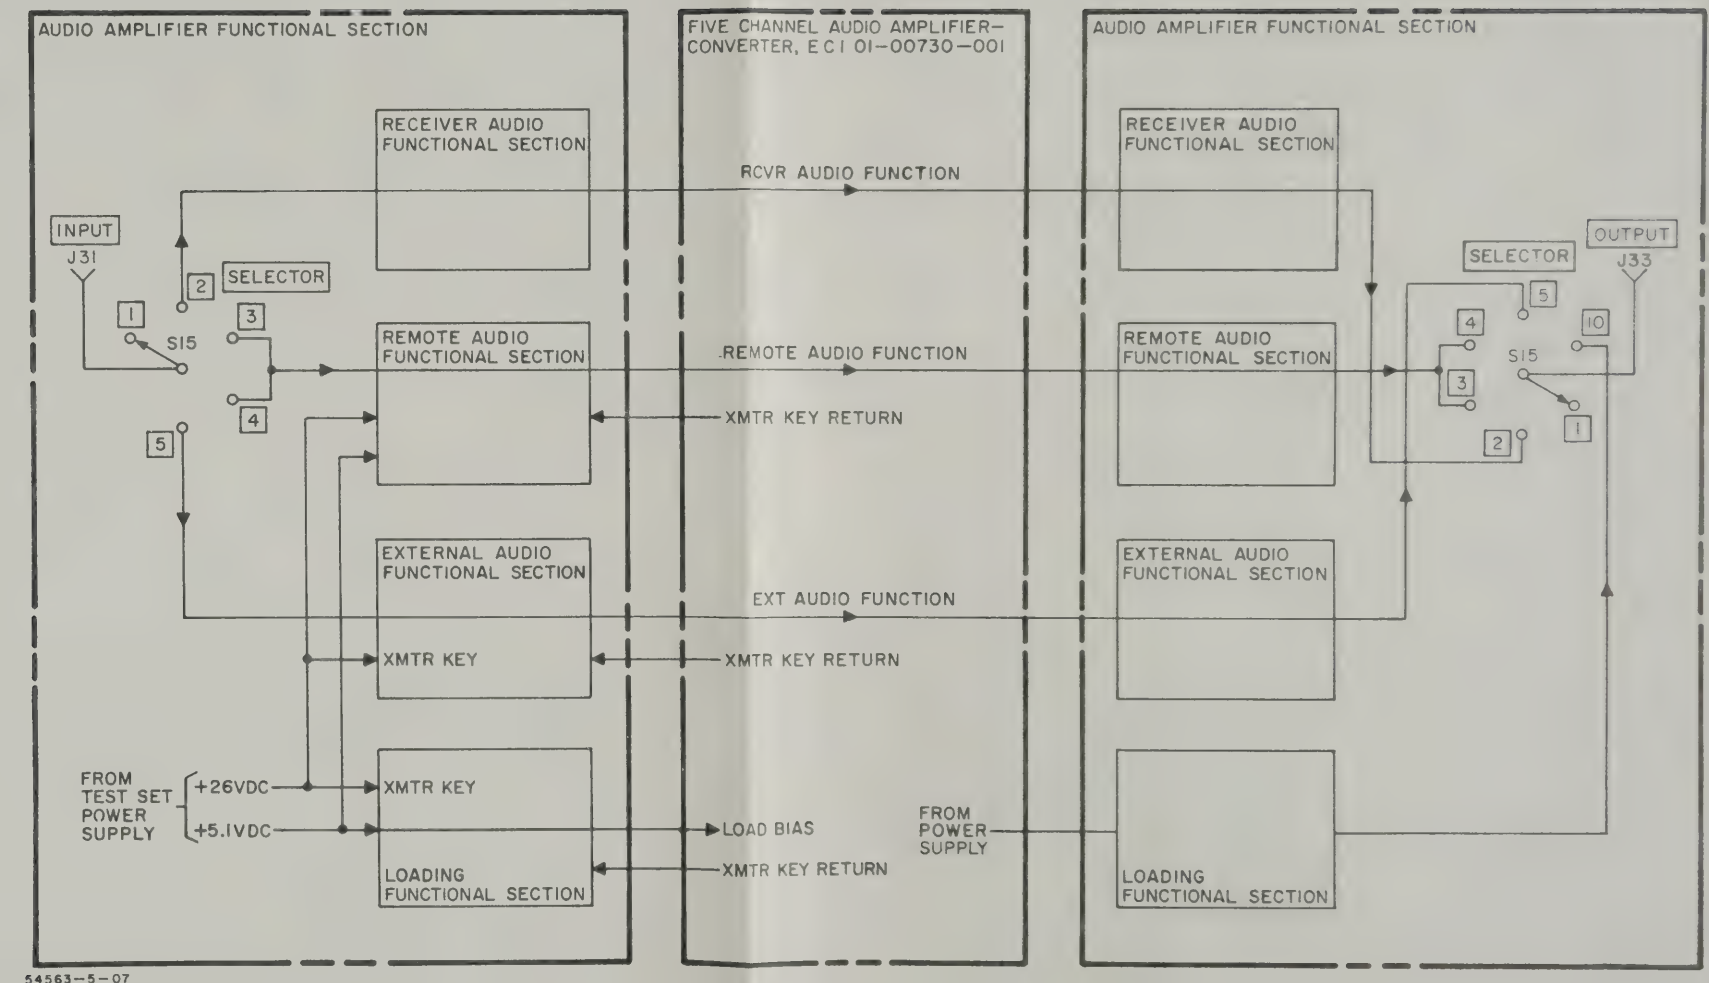 AUDIO AMPLIFIER FUNCTIONAL SECTION
RECEIVER AUDIO
FUNCTIONAL SECTION
INPUT
J31
2
SELECTOR
1
S15
3
4
5
REMOTE AUDIO
FUNCTIONAL SECTION
EXTERNAL AUDIO
FUNCTIONAL SECTION
XMTR KEY
FROM
TEST SET
POWER
SUPPLY
+26VDC
+5.1VDC
XMTR KEY
LOADING
FUNCTIONAL SECTION
FIVE CHANNEL AUDIO AMPLIFIER-
CONVERTER, ECI 01-00730-001
RCVR AUDIO FUNCTION
REMOTE AUDIO FUNCTION
XMTR KEY RETURN
EXT AUDIO FUNCTION
XMTR KEY RETURN
LOAD BIAS
XMTR KEY RETURN
FROM
POWER
SUPPLY
AUDIO AMPLIFIER FUNCTIONAL SECTION
RECEIVER AUDIO
FUNCTIONAL SECTION
REMOTE AUDIO
FUNCTIONAL SECTION
EXTERNAL AUDIO
FUNCTIONAL SECTION
LOADING
FUNCTIONAL SECTION
SELECTOR
OUTPUT
J33
5
4
10
S15
3
1
2
54563-5-07